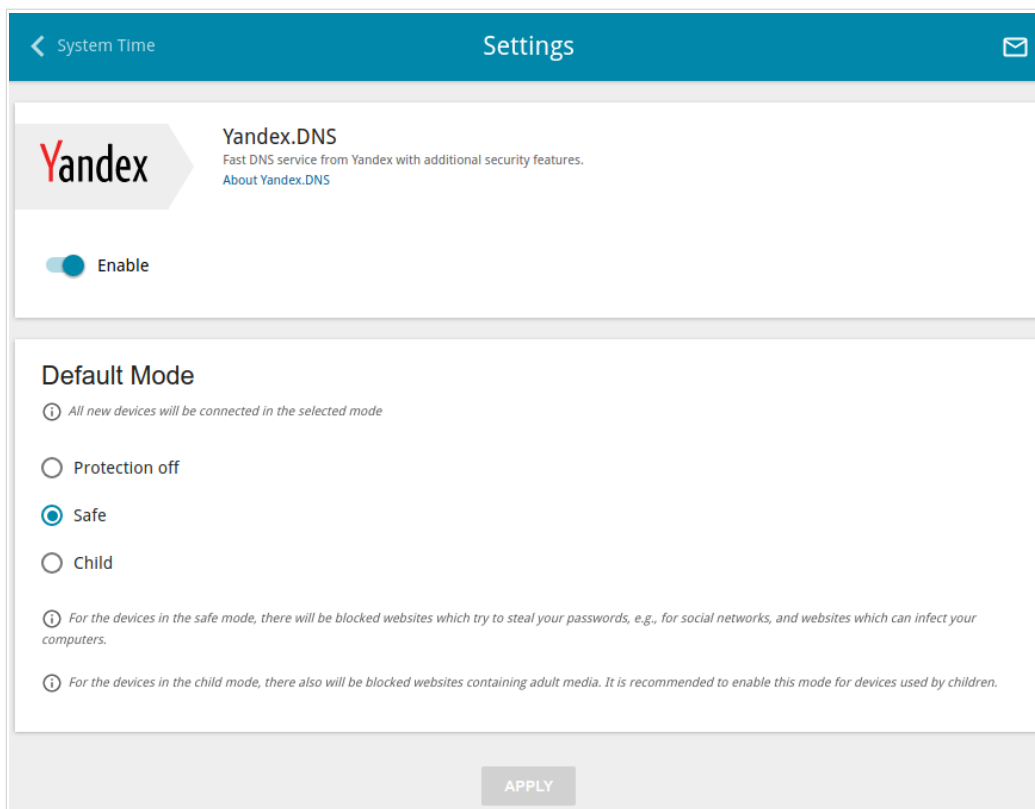 System Time
Settings
Yandex
Yandex.DNS
Fast DNS service from Yandex with additional security features.
About Yandex.DNS
Enable
Default Mode
All new devices will be connected in the selected mode
Protection off
Safe
Child
For the devices in the safe mode, there will be blocked websites which try to steal your passwords, e.g., for social networks, and websites which can infect your
computers.
For the devices in the child mode, there also will be blocked websites containing adult media. It is recommended to enable this mode for devices used by children.
APPLY